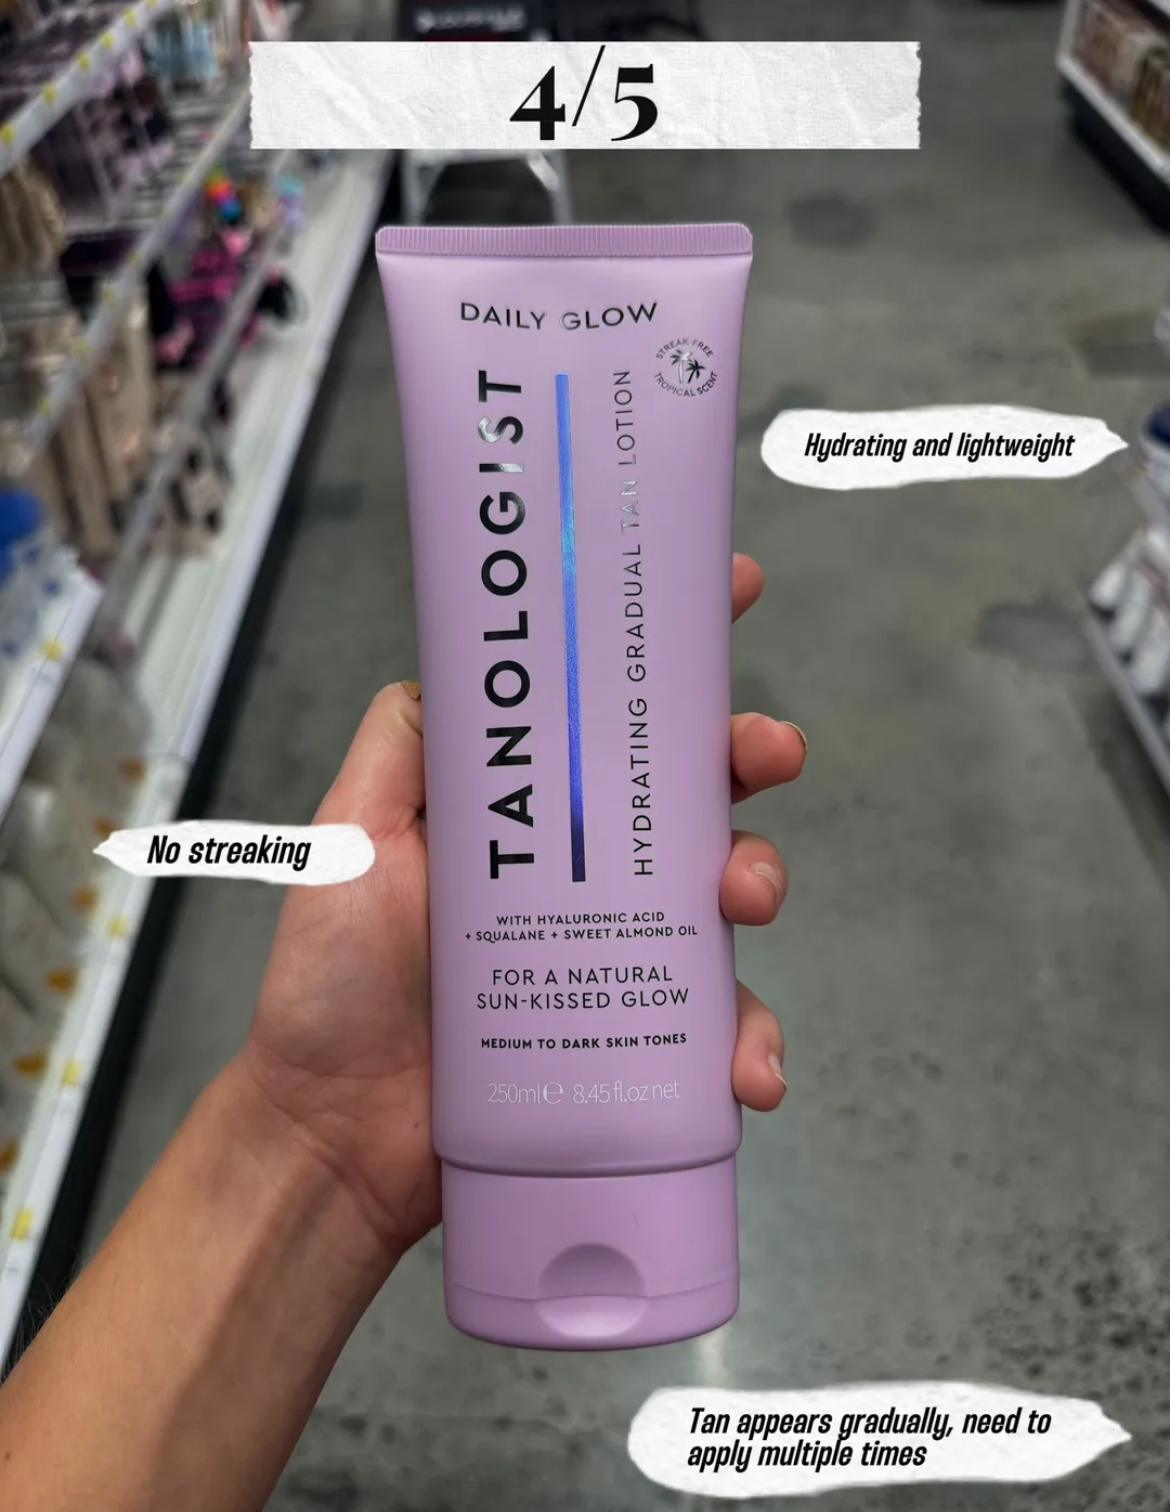 4/5
DAILY GLOW
STREAK-FREE
TROPICAL SCENT
TANOLOGIST
HYDRATING GRADUAL TAN LOTION
Hydrating and lightweight
No streaking
WITH HYALURONIC ACID
+ SQUALANE + SWEET ALMOND OIL
FOR A NATURAL
SUN-KISSED GLOW
MEDIUM TO DARK SKIN TONES
250ml℮ 8.45 fl.oz net
Tan appears gradually, need to
apply multiple times